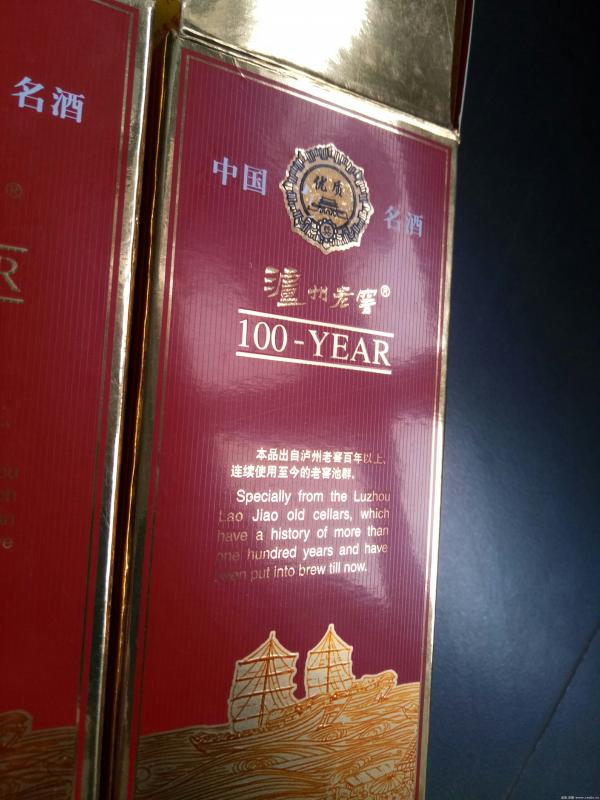 名酒
®
R
中国
优质
名酒
泸州老窖®
100-YEAR
本品出自泸州老窖百年以上、
连续使用至今的老窖池群。
Specially from the Luzhou
Lao Jiao old cellars, which
have a history of more than
one hundred years and have
been put into brew till now.